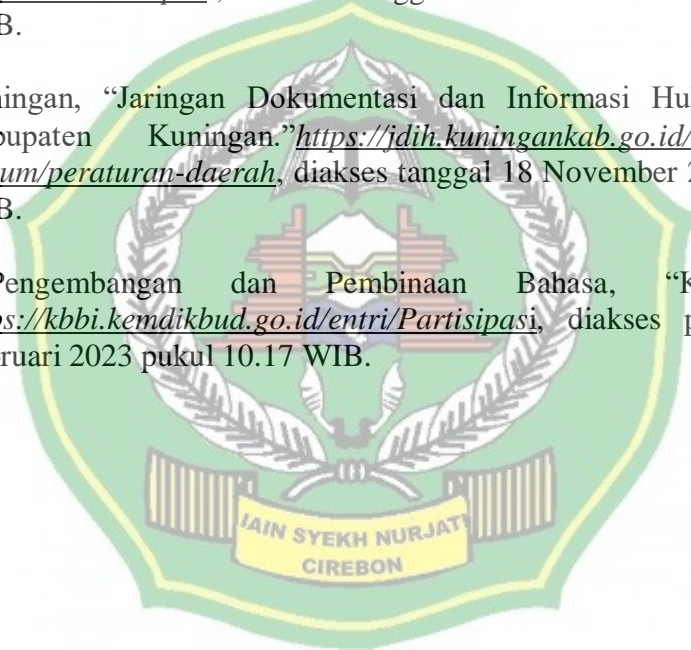 B.
ingan, “Jaringan Dokumentasi dan Informasi Hu
bupaten Kuningan.”https://jdih.kuningankab.go.id/
um/peraturan-daerah, diakses tanggal 18 November 2
B.
Pengembangan dan Pembinaan Bahasa, “K
s://kbbi.kemdikbud.go.id/entri/Partisipasi, diakses p
ruari 2023 pukul 10.17 WIB.
IAIN SYEKH NURJATI
CIREBON